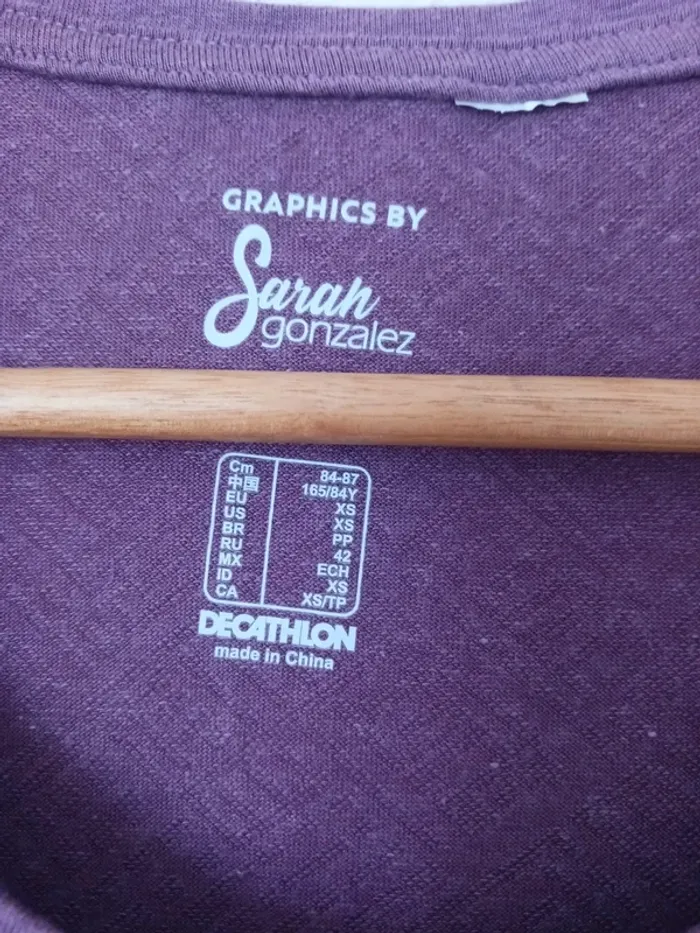 GRAPHICS BY
Sarah
gonzalez
Cm 84-87
中国 165/84Y
EU XS
US XS
BR PP
RU 42
MX ECH
ID XS
CA XS/TP
DECATHLON
made in China